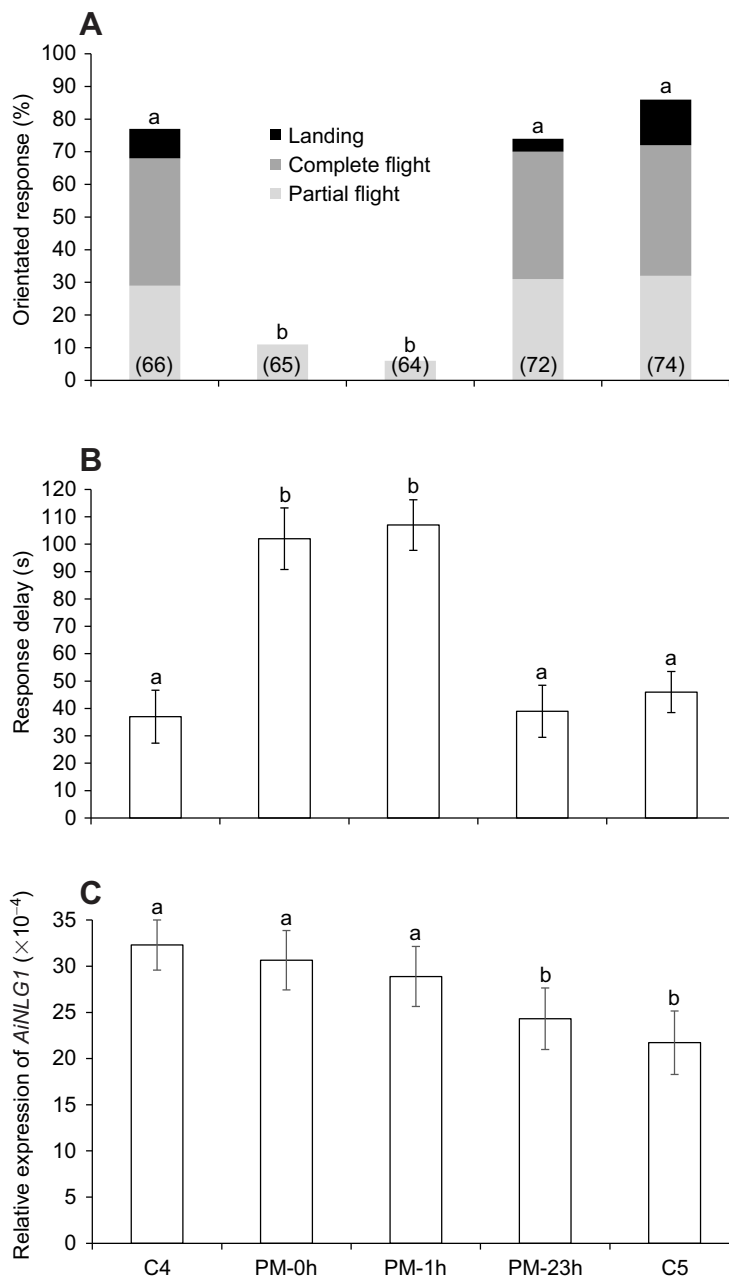 A
Orientated response (%)
100
90
80
70
60
50
40
30
20
10
0
a
b
b
a
a
Landing
Complete flight
Partial flight
(66)
(65)
(64)
(72)
(74)
B
Response delay (s)
120
110
100
90
80
70
60
50
40
30
20
10
0
a
b
b
a
a
C
Relative expression of AiNLG1 (×10⁻⁴)
35
30
25
20
15
10
5
0
a
a
a
b
b
C4
PM-0h
PM-1h
PM-23h
C5